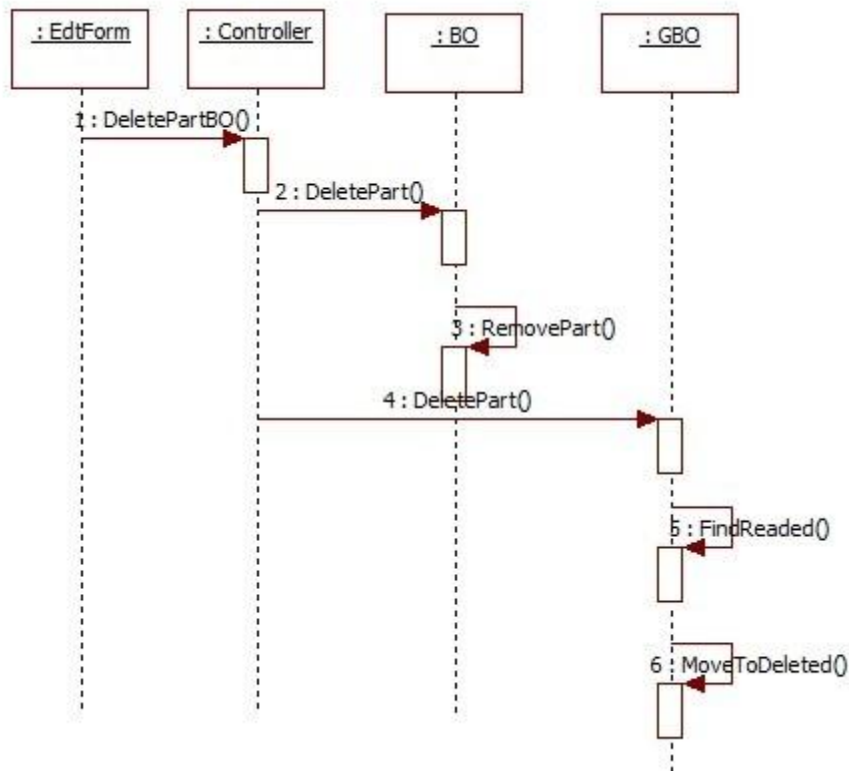 : EdtForm
: Controller
: BO
: GBO
1 : DeletePartBO()
2 : DeletePart()
3 : RemovePart()
4 : DeletePart()
5 : FindReaded()
6 : MoveToDeleted()